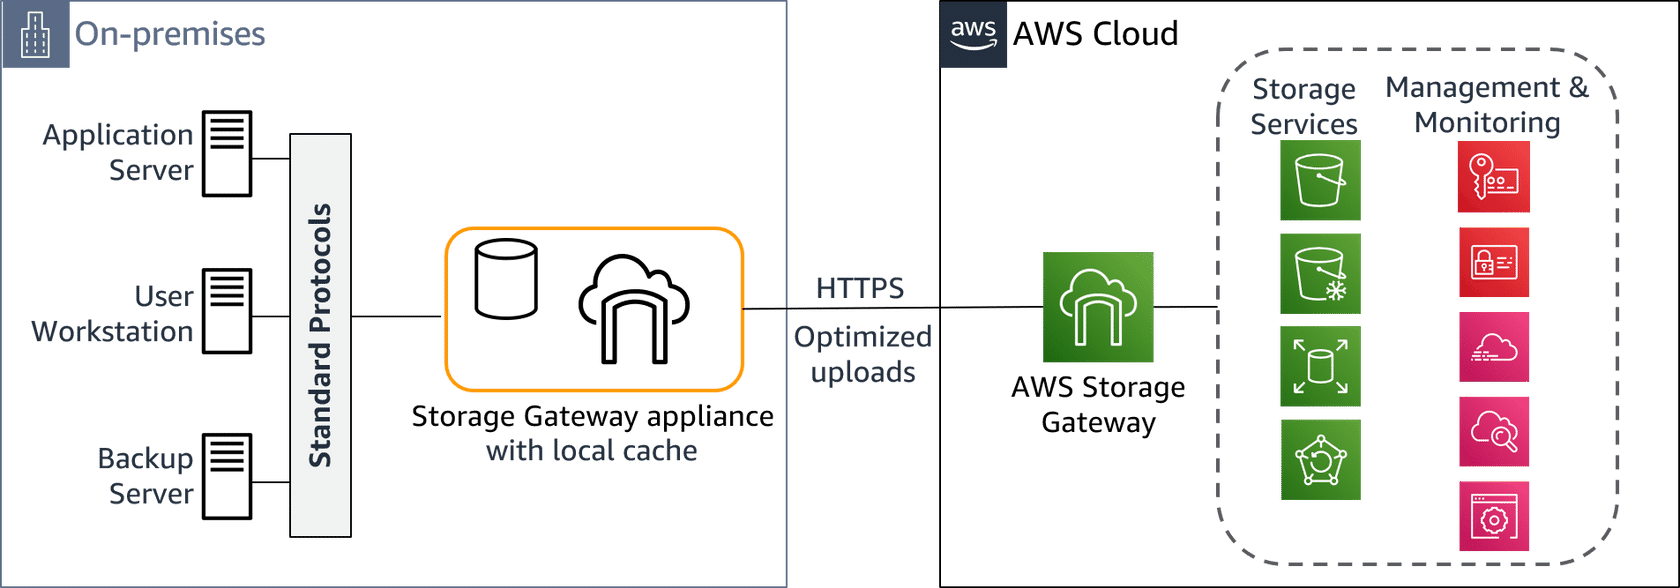 On-premises
Application
Server
User
Workstation
Backup
Server
Standard Protocols
Storage Gateway appliance
with local cache
HTTPS
Optimized
uploads
aws
AWS Cloud
AWS Storage
Gateway
Storage
Services
Management &
Monitoring